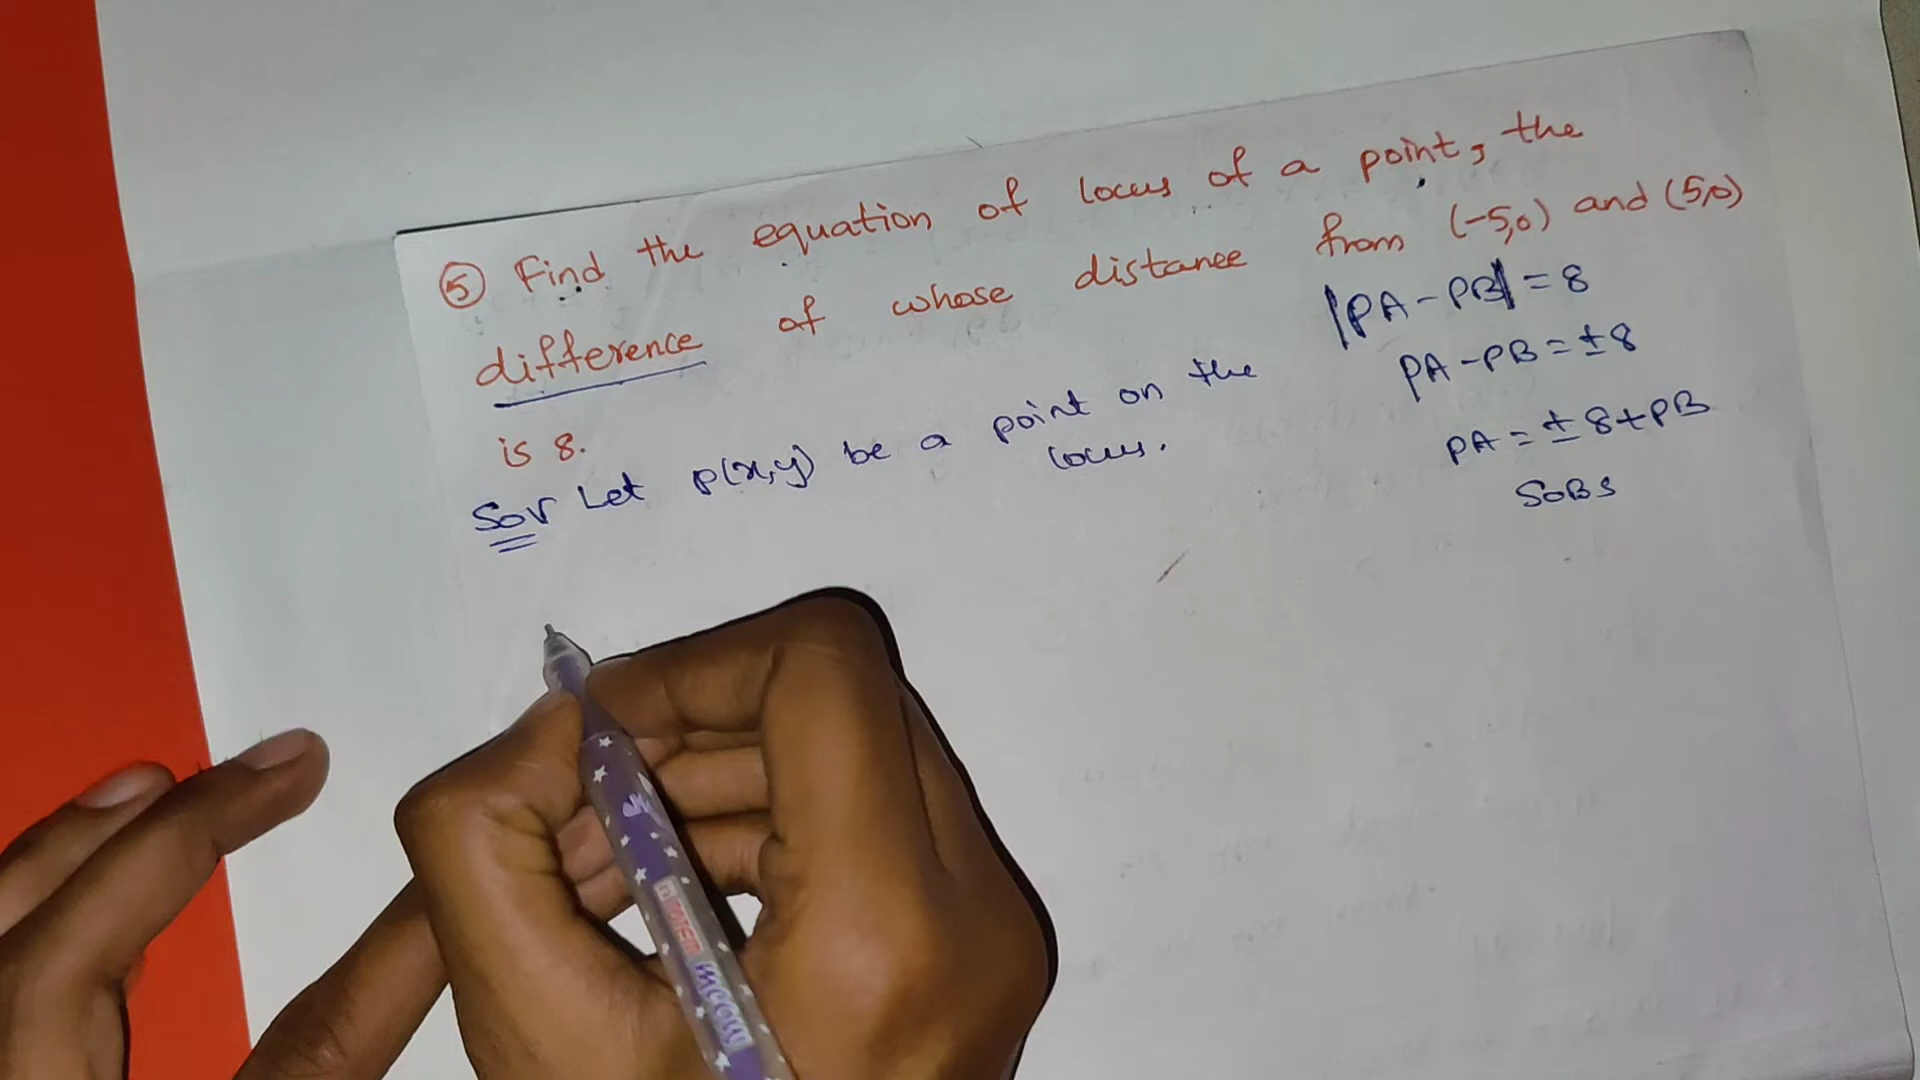 ⑤ Find the equation of locus of a point, the
difference of whose distance from (-5,0) and (5,0)
is 8.
|PA - PB| = 8
PA - PB = ± 8
PA = ± 8 + PB
SOBS
Sol Let P(x,y) be a point on the
locus.